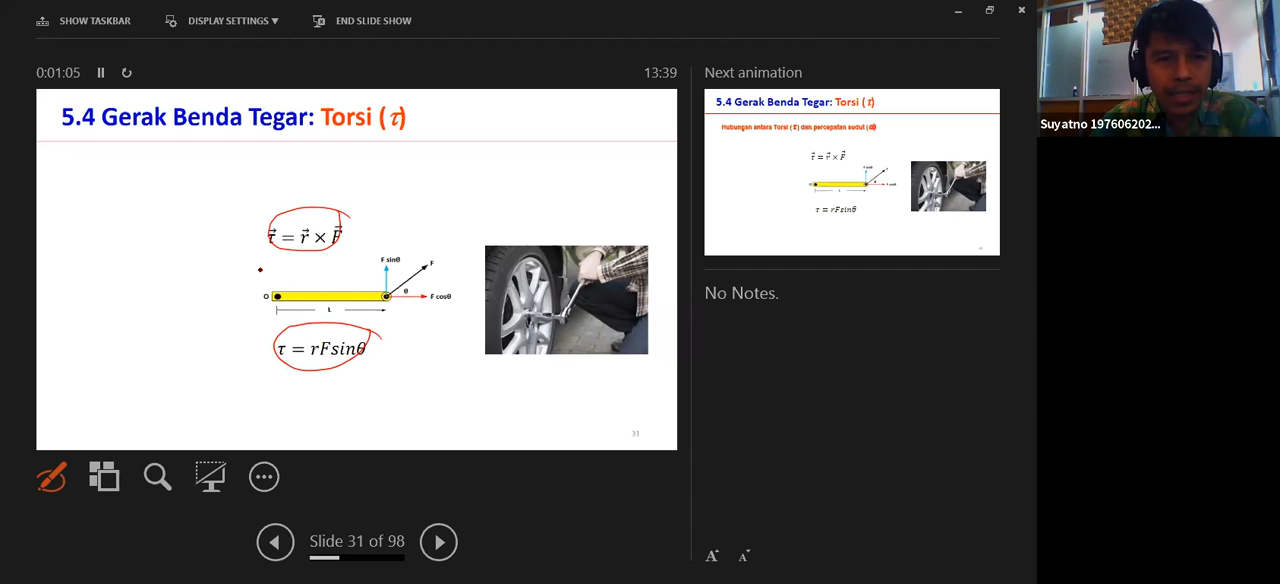 SHOW TASKBAR
DISPLAY SETTINGS ▼
END SLIDE SHOW
0:01:05
13:39
5.4 Gerak Benda Tegar: Torsi (τ)
τ⃗ = r⃗ × F⃗
F sinθ
F
θ
O
F cosθ
L
τ = rFsinθ
31
Slide 31 of 98
Next animation
5.4 Gerak Benda Tegar: Torsi (τ)
Hubungan antara Torsi (τ) dan percepatan sudut (α)
τ⃗ = r⃗ × F⃗
τ = rFsinθ
No Notes.
A A
Suyatno 197606202...